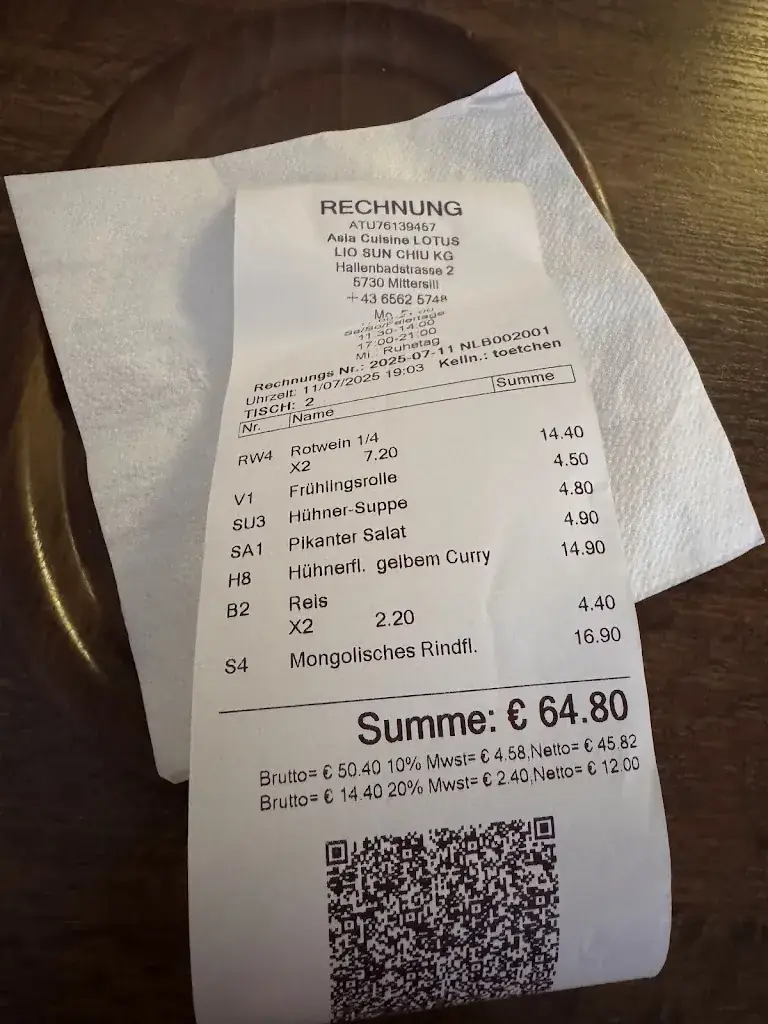 RECHNUNG
ATU76139467
Asia Cuisine LOTUS
LIO SUN CHIU KG
Hallenbadstrasse 2
5730 Mittersill
+43 6562 5748
Sa/So/Feiertage
11:30-14:00
17:00-21:00
Mi.: Ruhetag
Rechnungs Nr.: 2025-07-11 NLB002001
Uhrzeit: 11/07/2025 19:03 Kelln.: toetchen
TISCH: 2
Nr. Name Summe
RW4 Rotwein 1/4 14.40
X2 7.20
V1 Frühlingsrolle 4.50
SU3 Hühner-Suppe 4.80
SA1 Pikanter Salat 4.90
H8 Hühnerfl. gelbem Curry 14.90
B2 Reis
X2 2.20 4.40
S4 Mongolisches Rindfl. 16.90
Summe: € 64.80
Brutto= € 50.40 10% Mwst= € 4.58,Netto= € 45.82
Brutto= € 14.40 20% Mwst= € 2.40,Netto= € 12.00